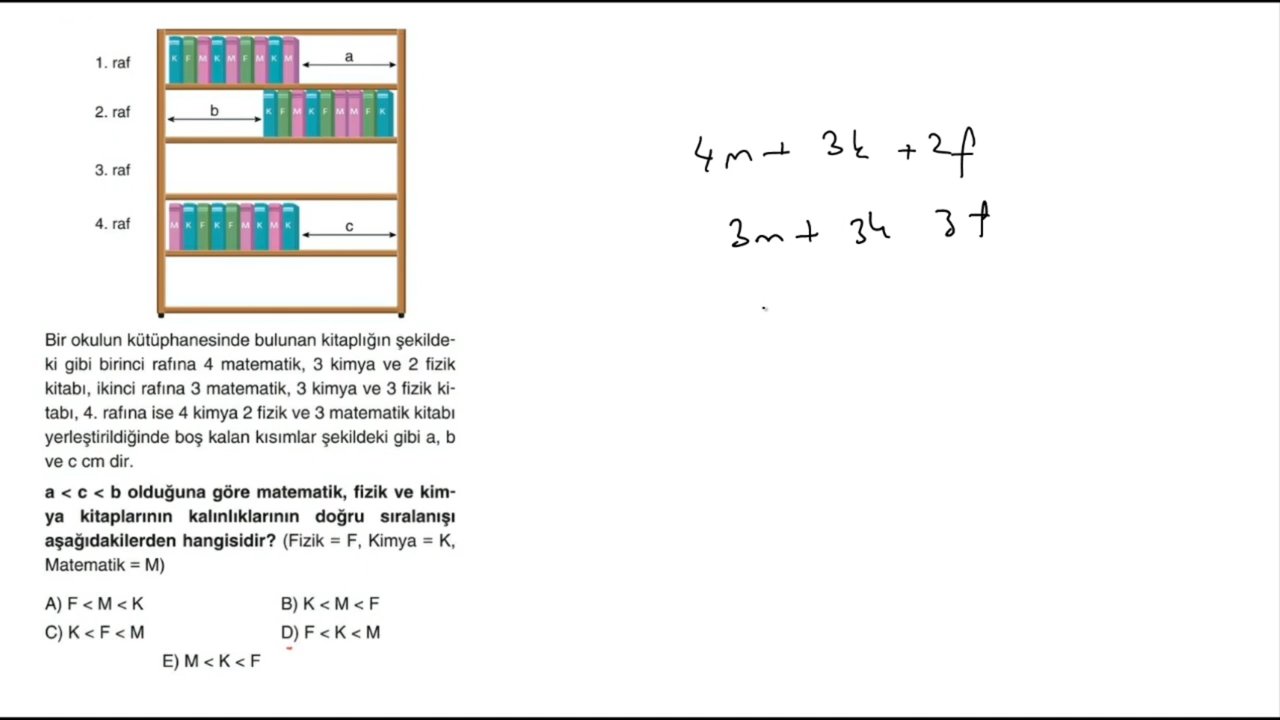 1. raf
K F M K M F M K M
a
2. raf
b
K F M K F M M F K
3. raf
4. raf
M K F K F M K M K
c
Bir okulun kütüphanesinde bulunan kitaplığın şekilde-
ki gibi birinci rafına 4 matematik, 3 kimya ve 2 fizik
kitabı, ikinci rafına 3 matematik, 3 kimya ve 3 fizik ki-
tabı, 4. rafına ise 4 kimya 2 fizik ve 3 matematik kitabı
yerleştirildiğinde boş kalan kısımlar şekildeki gibi a, b
ve c cm dir.
a < c < b olduğuna göre matematik, fizik ve kim-
ya kitaplarının kalınlıklarının doğru sıralanışı
aşağıdakilerden hangisidir? (Fizik = F, Kimya = K,
Matematik = M)
A) F < M < K
B) K < M < F
C) K < F < M
D) F < K < M
E) M < K < F
4m + 3k + 2f
3m + 3k 3f